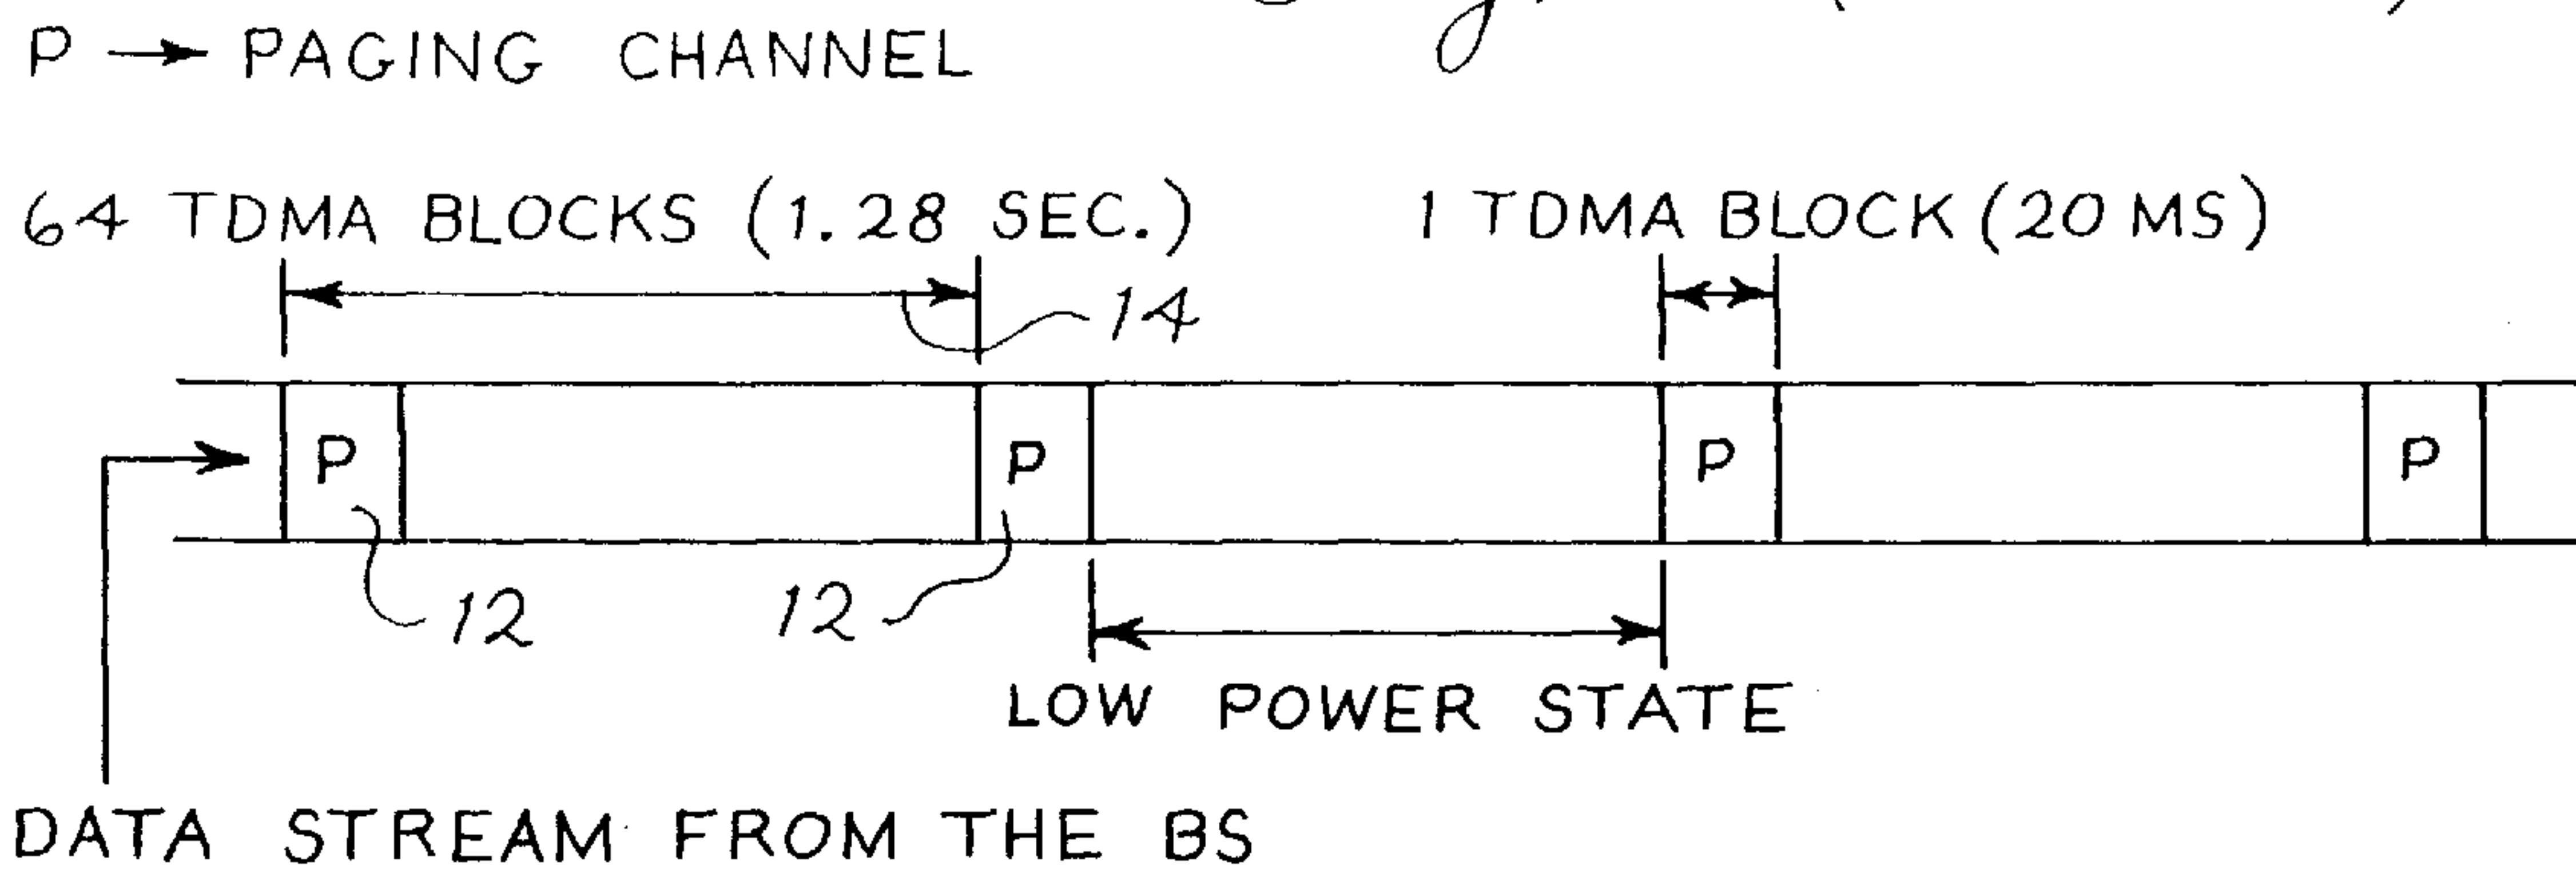 P → PAGING CHANNEL
64 TDMA BLOCKS (1.28 SEC.)
1 TDMA BLOCK (20 MS)
14
P
P
P
P
12
12
LOW POWER STATE
DATA STREAM FROM THE BS